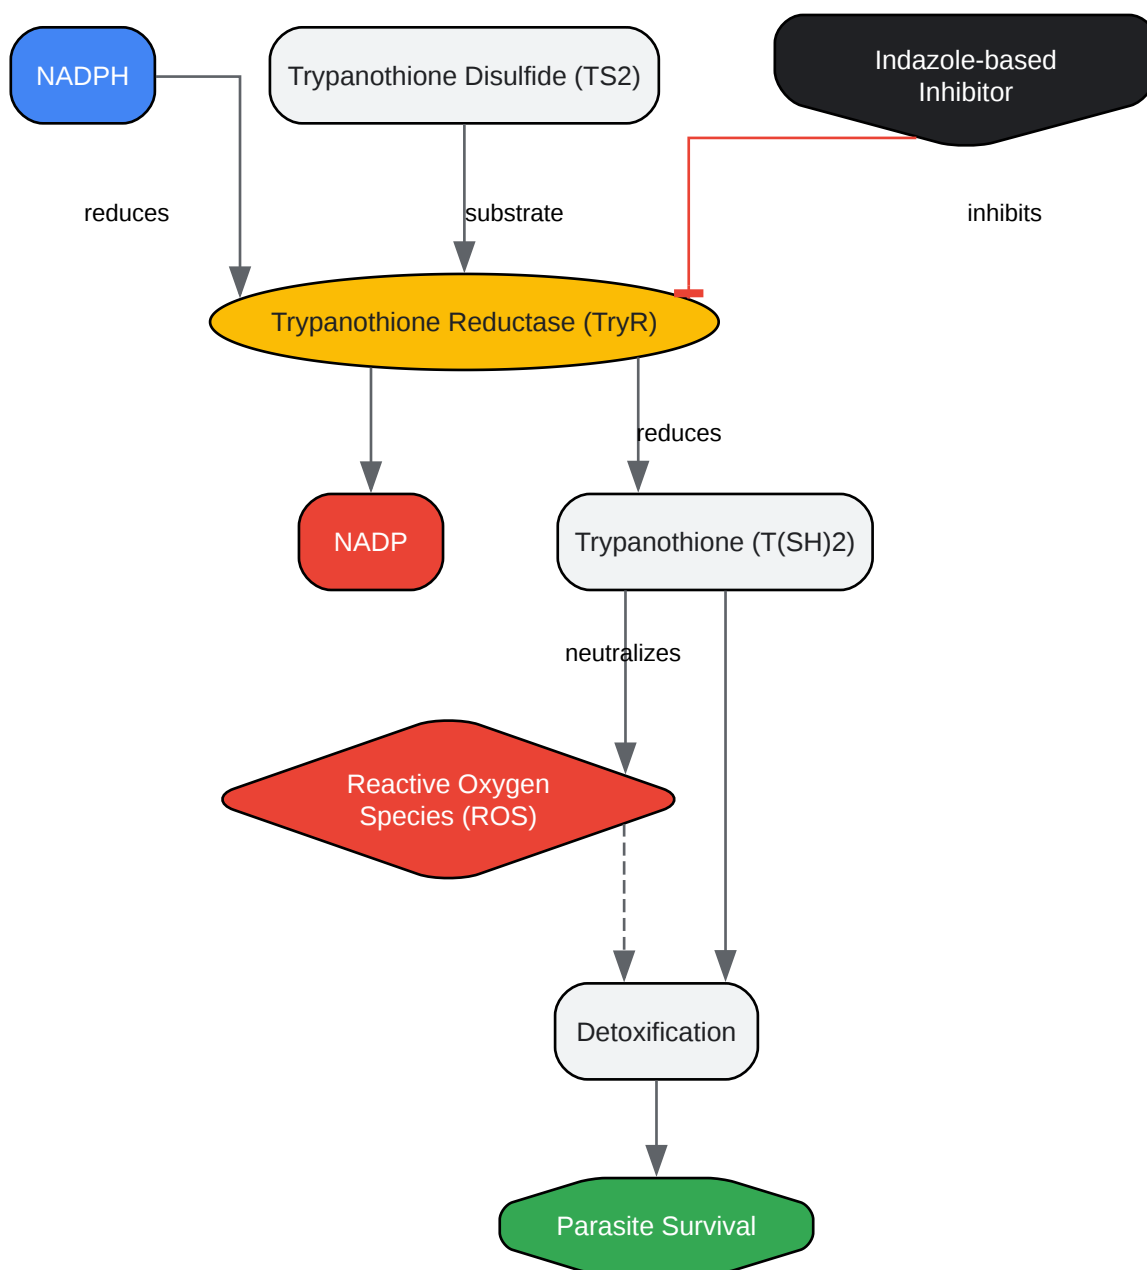 NADPH
Trypanothione Disulfide (TS2)
Indazole-based
Inhibitor
reduces
substrate
inhibits
Trypanothione Reductase (TryR)
reduces
NADP
Trypanothione (T(SH)2)
neutralizes
Reactive Oxygen
Species (ROS)
Detoxification
Parasite Survival